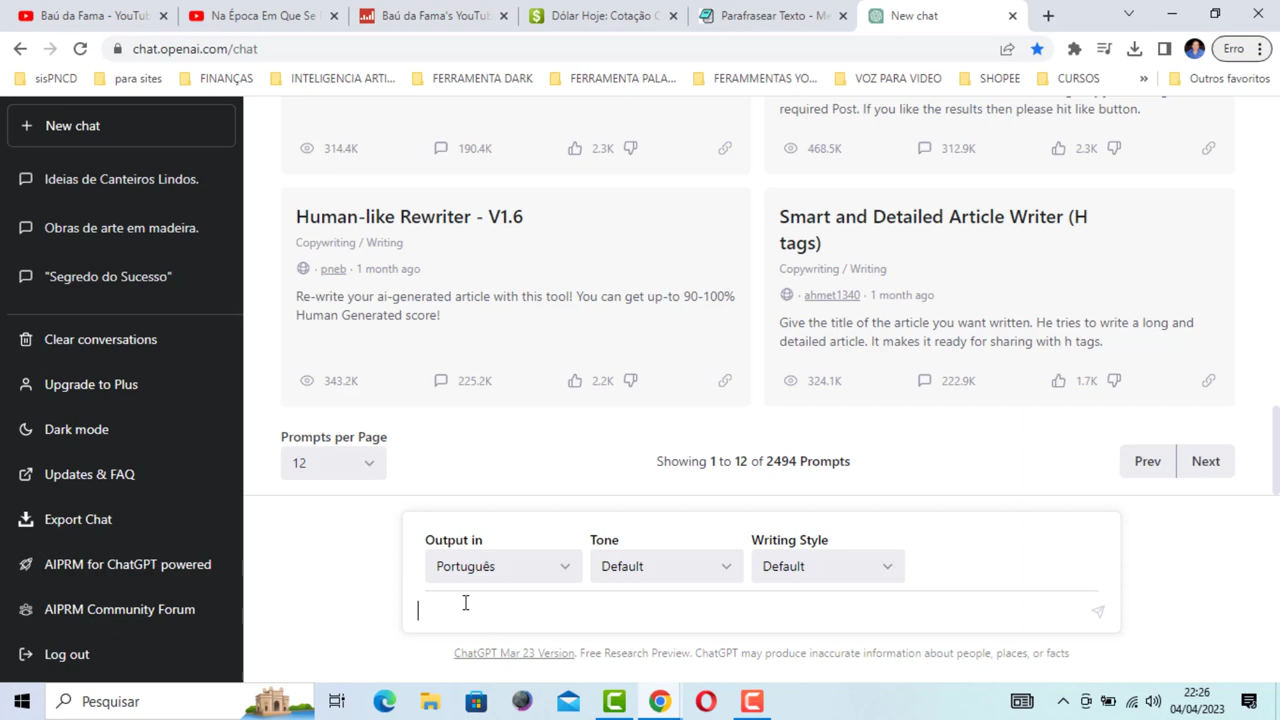 Baú da Fama - YouTub
Na Época Em Que Se
Baú da Fama's YouTub
Dólar Hoje: Cotação C
Parafrasear Texto - Me
New chat
chat.openai.com/chat
Erro
sisPNCD
para sites
FINANÇAS
INTELIGENCIA ARTI...
FERRAMENTA DARK
FERRAMENTA PALA...
FERAMMENTAS YO...
VOZ PARA VIDEO
SHOPEE
CURSOS
»
Outros favoritos
New chat
Ideias de Canteiros Lindos.
Obras de arte em madeira.
"Segredo do Sucesso"
Clear conversations
Upgrade to Plus
Dark mode
Updates & FAQ
Export Chat
AIPRM for ChatGPT powered
AIPRM Community Forum
Log out
required Post. If you like the results then please hit like button.
314.4K 190.4K 2.3K
468.5K 312.9K 2.3K
Human-like Rewriter - V1.6
Copywriting / Writing
· pneb · 1 month ago
Re-write your ai-generated article with this tool! You can get up-to 90-100%
Human Generated score!
343.2K 225.2K 2.2K
Smart and Detailed Article Writer (H
tags)
Copywriting / Writing
· ahmet1340 · 1 month ago
Give the title of the article you want written. He tries to write a long and
detailed article. It makes it ready for sharing with h tags.
324.1K 222.9K 1.7K
Prompts per Page
12
Showing 1 to 12 of 2494 Prompts
Prev Next
Output in Tone Writing Style
Português Default Default
ChatGPT Mar 23 Version. Free Research Preview. ChatGPT may produce inaccurate information about people, places, or facts
Pesquisar
22:26
04/04/2023